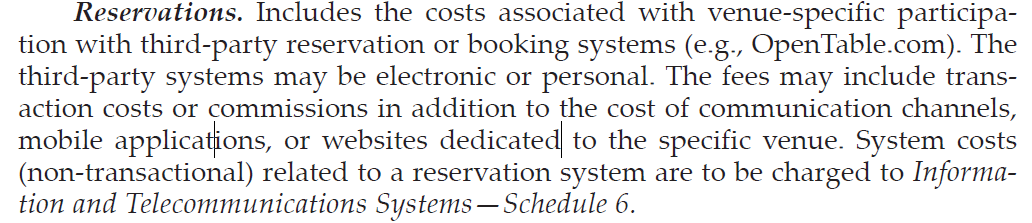 Reservations. Includes the costs associated with venue-specific participa-
tion with third-party reservation or booking systems (e.g., OpenTable.com). The
third-party systems may be electronic or personal. The fees may include trans-
action costs or commissions in addition to the cost of communication channels,
mobile applications, or websites dedicated to the specific venue. System costs
(non-transactional) related to a reservation system are to be charged to Informa-
tion and Telecommunications Systems—Schedule 6.